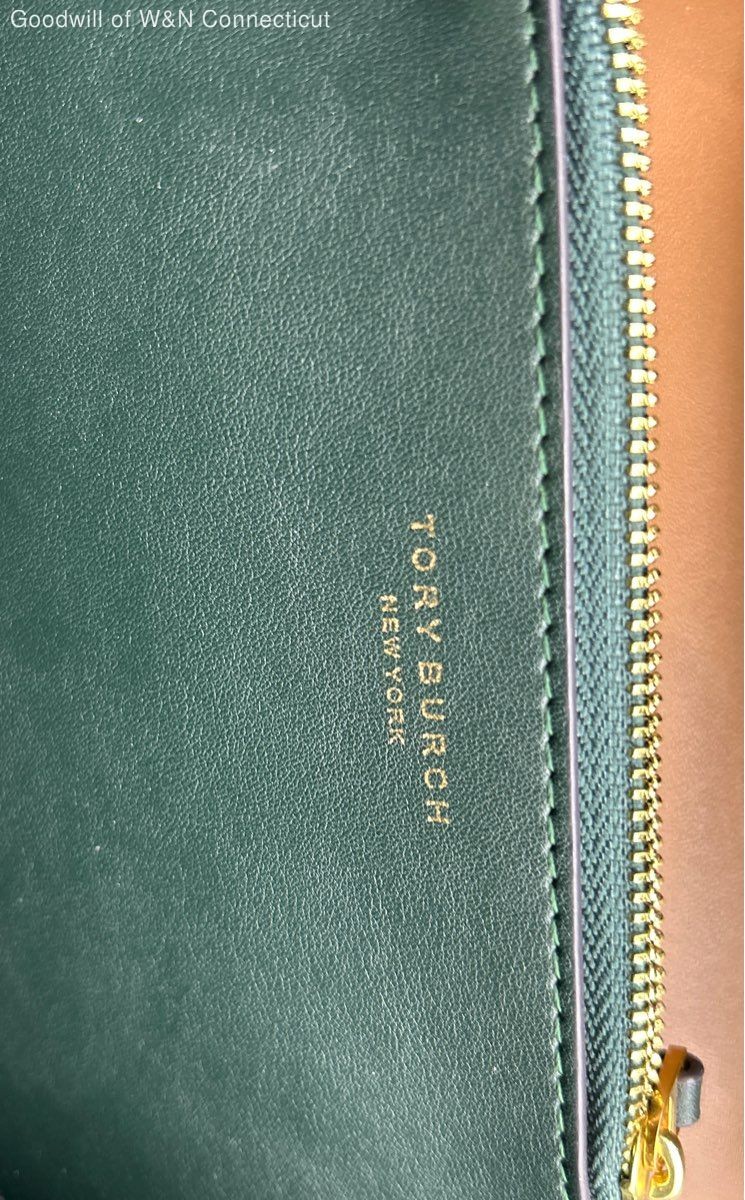 Goodwill of W&N Connecticut
TORY BURCH
NEW YORK